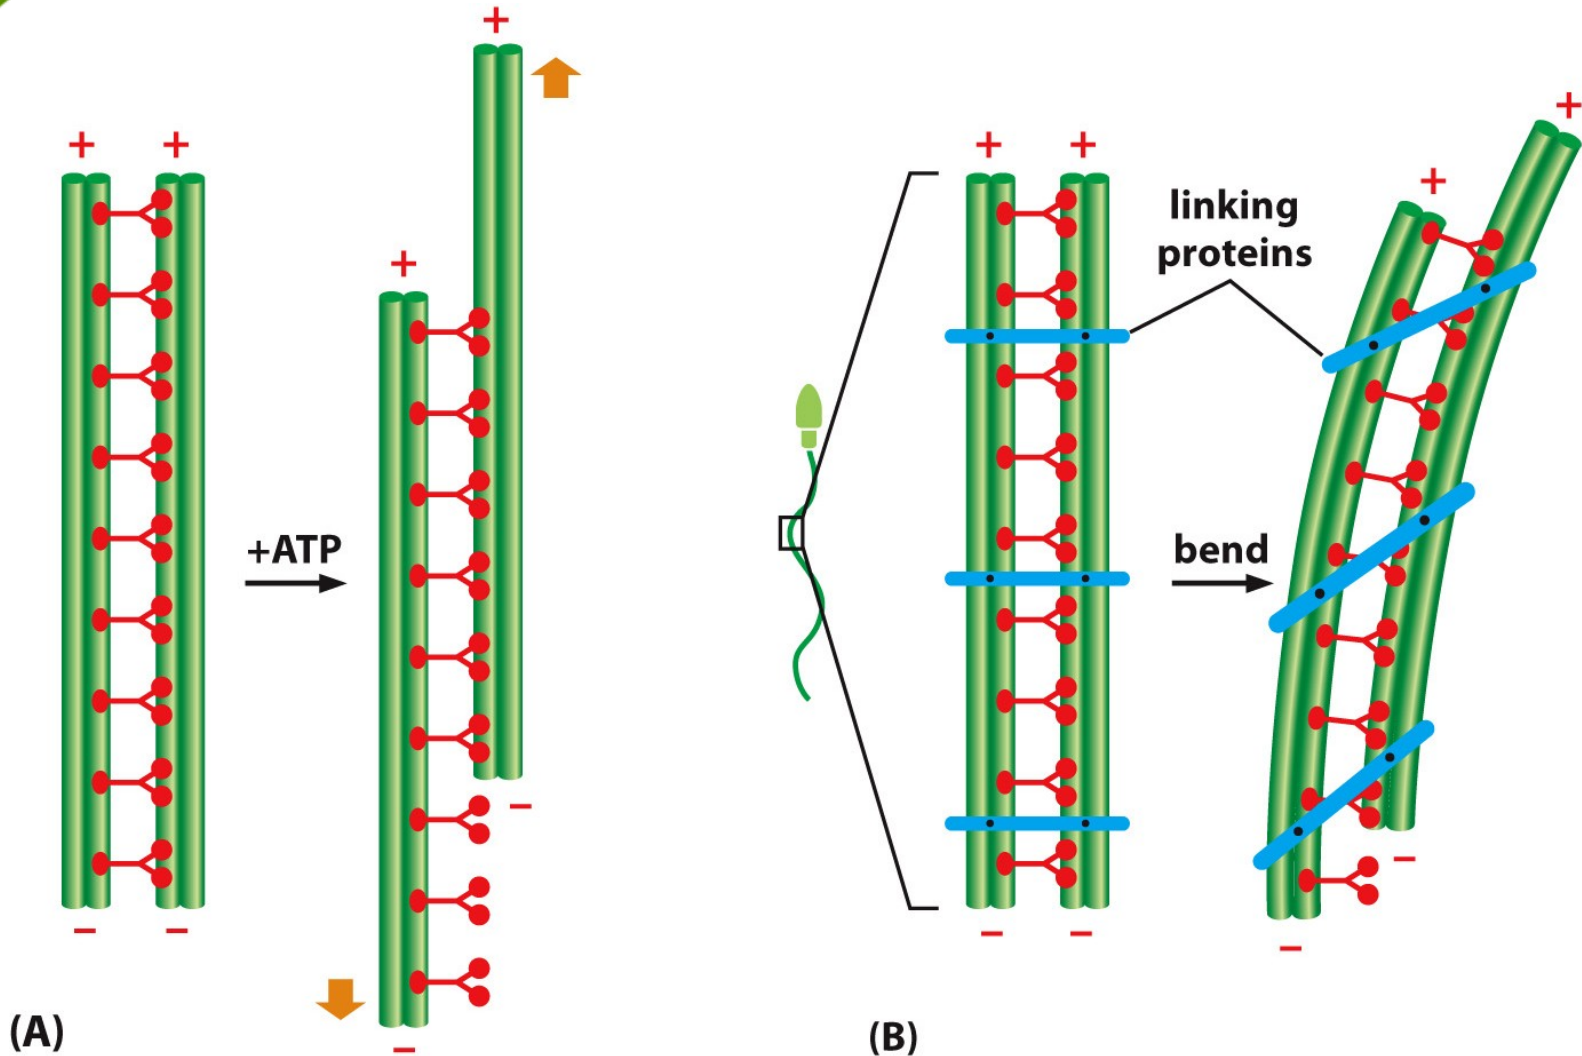 +
+ +
+
+ATP
–
– –
–
(A)
+ +
linking
proteins
+
+
bend
– –
–
–
(B)